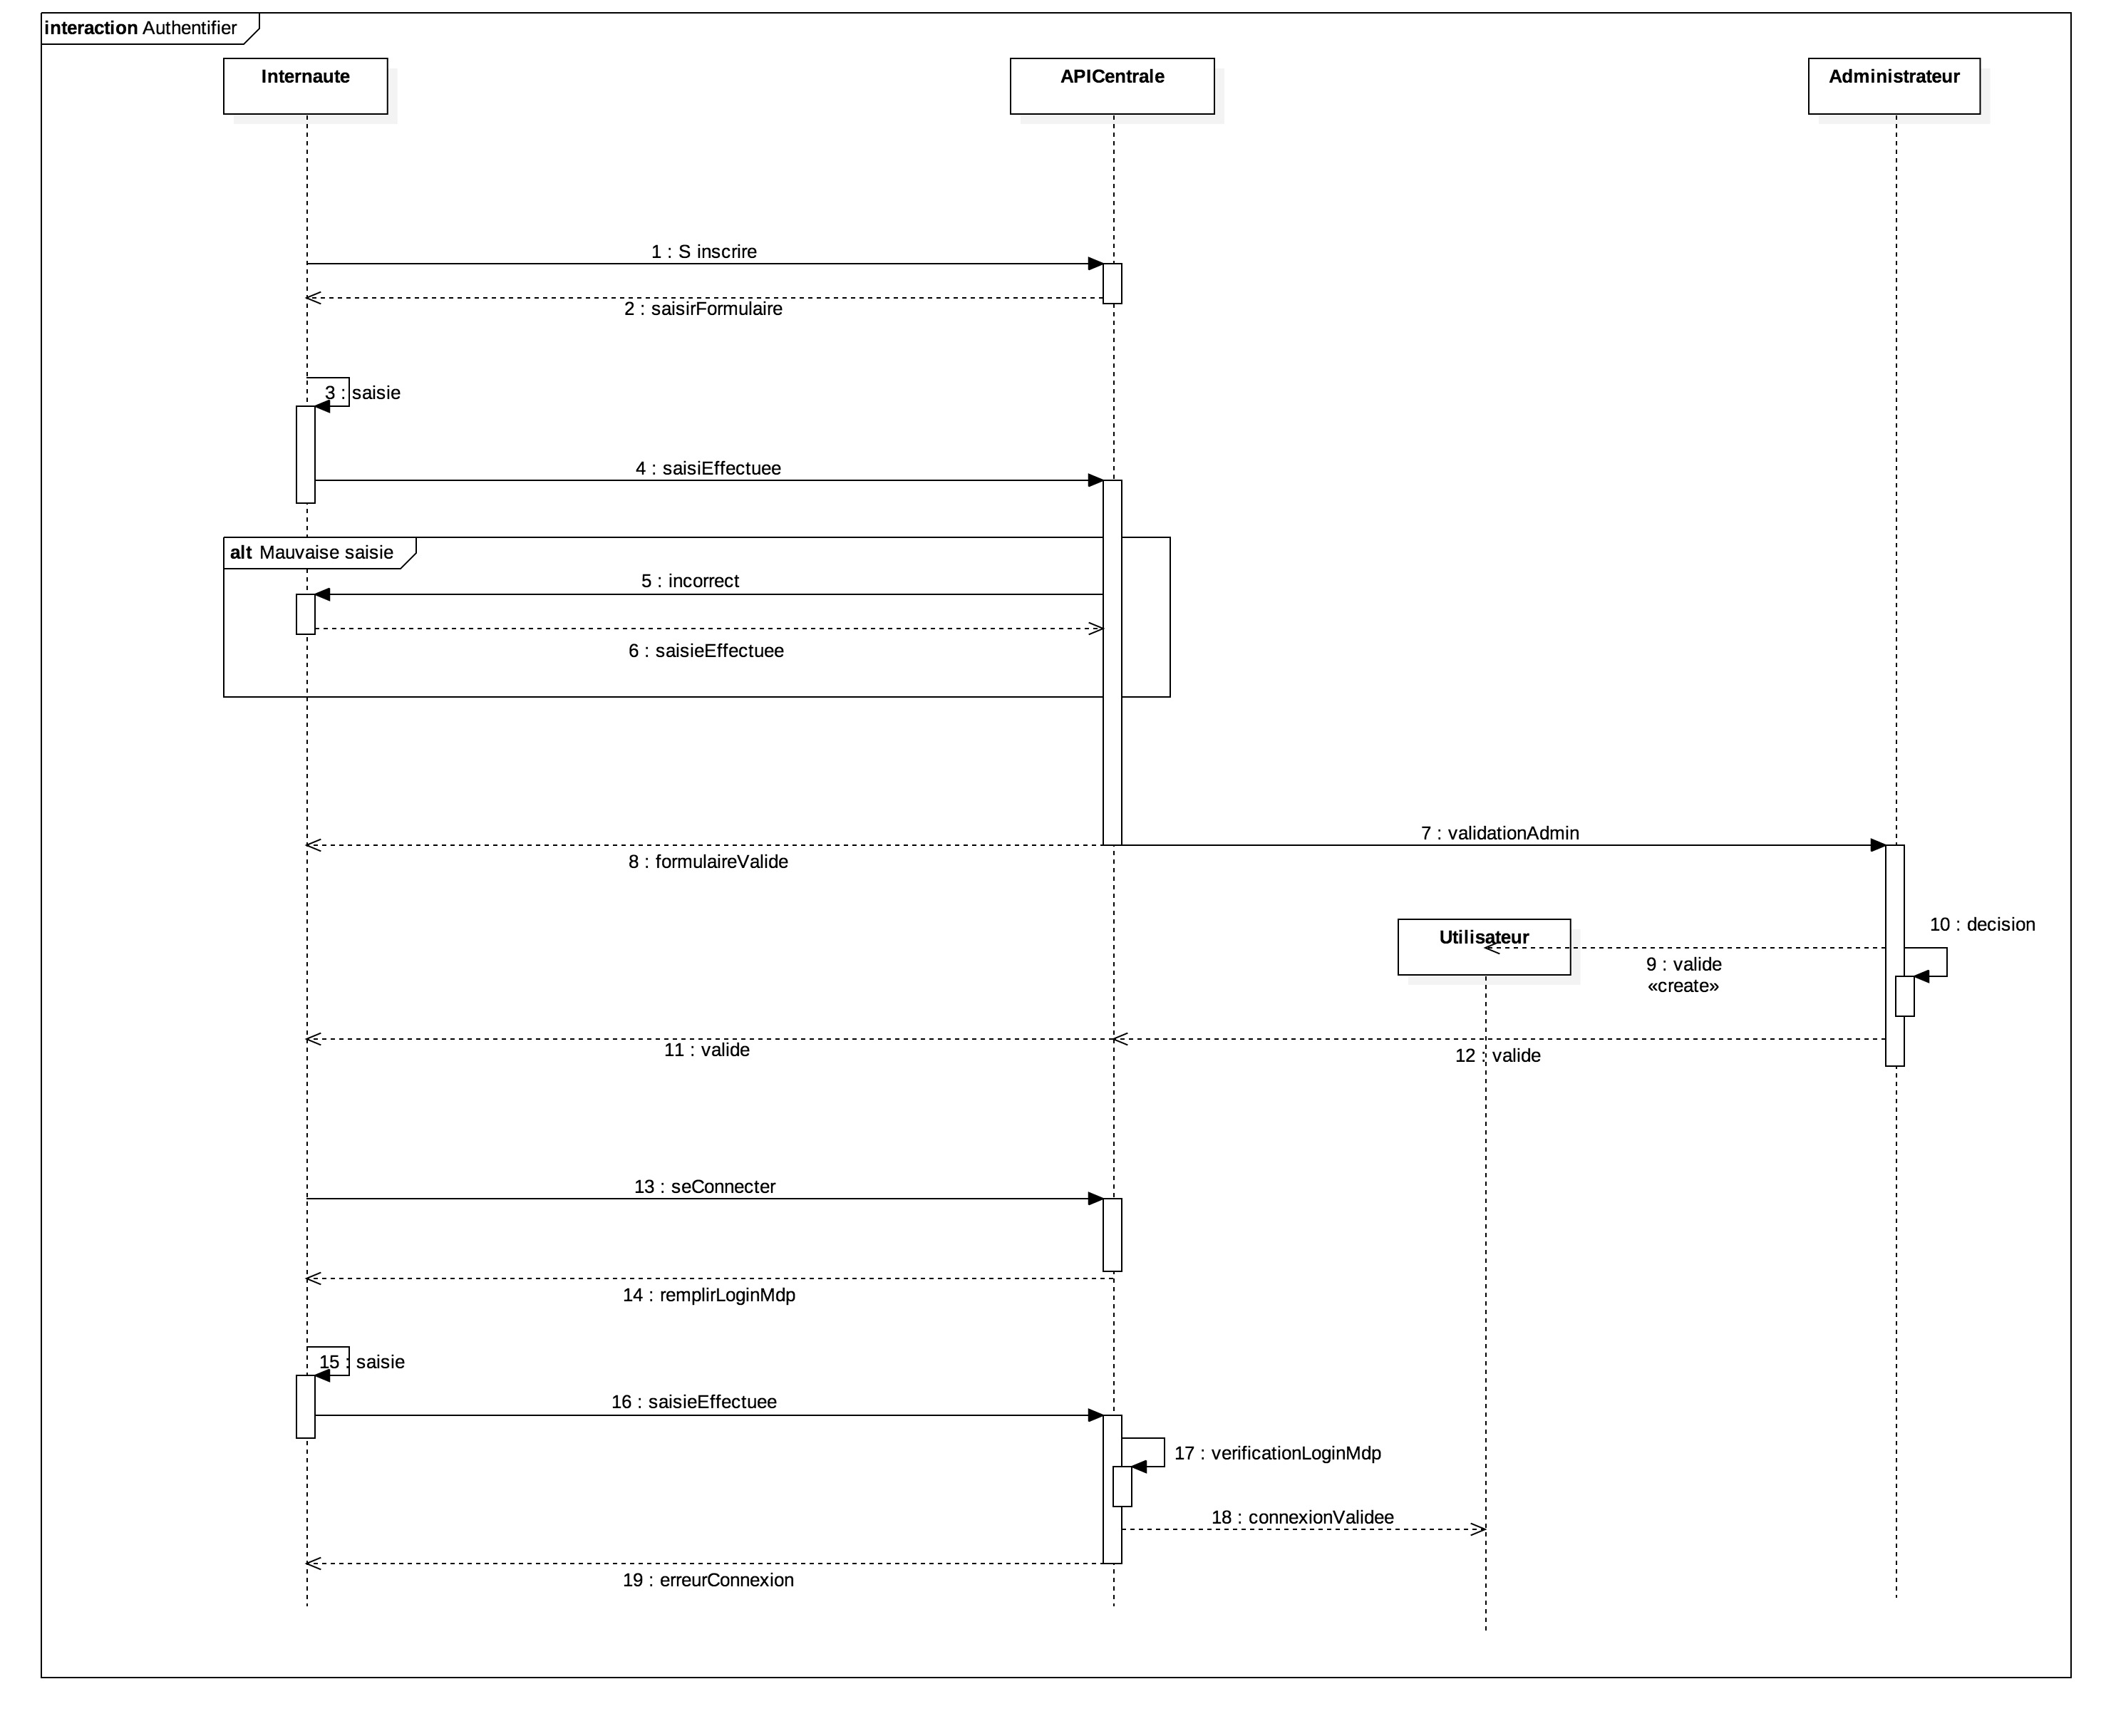 interaction Authentifier
Internaute
APICentrale
Administrateur
1 : S inscrire
2 : saisirFormulaire
3 : saisie
4 : saisiEffectuee
alt Mauvaise saisie
5 : incorrect
6 : saisieEffectuee
7 : validationAdmin
8 : formulaireValide
10 : decision
Utilisateur
9 : valide
«create»
11 : valide
12 : valide
13 : seConnecter
14 : remplirLoginMdp
15 : saisie
16 : saisieEffectuee
17 : verificationLoginMdp
18 : connexionValidee
19 : erreurConnexion